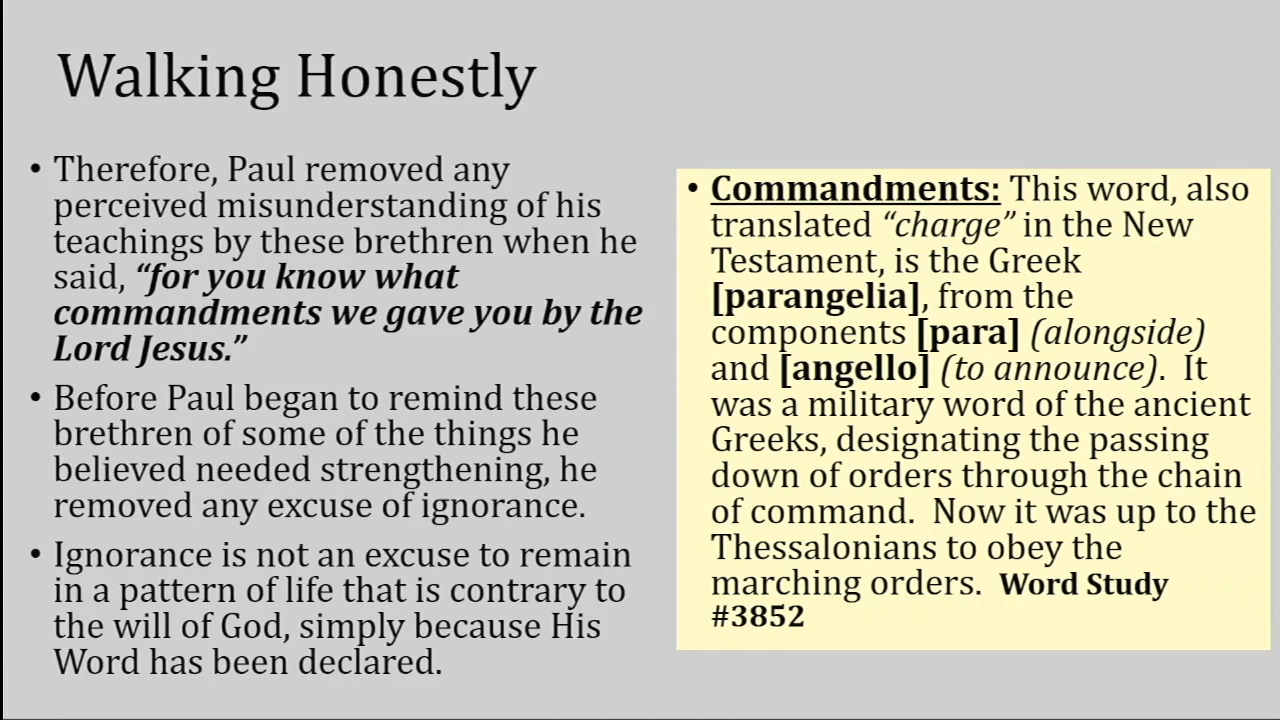 Walking Honestly
• Therefore, Paul removed any
perceived misunderstanding of his
teachings by these brethren when he
said, “for you know what
commandments we gave you by the
Lord Jesus.”
• Before Paul began to remind these
brethren of some of the things he
believed needed strengthening, he
removed any excuse of ignorance.
• Ignorance is not an excuse to remain
in a pattern of life that is contrary to
the will of God, simply because His
Word has been declared.
• Commandments: This word, also
translated “charge” in the New
Testament, is the Greek
[parangelia], from the
components [para] (alongside)
and [angello] (to announce).  It
was a military word of the ancient
Greeks, designating the passing
down of orders through the chain
of command.  Now it was up to the
Thessalonians to obey the
marching orders.  Word Study
#3852